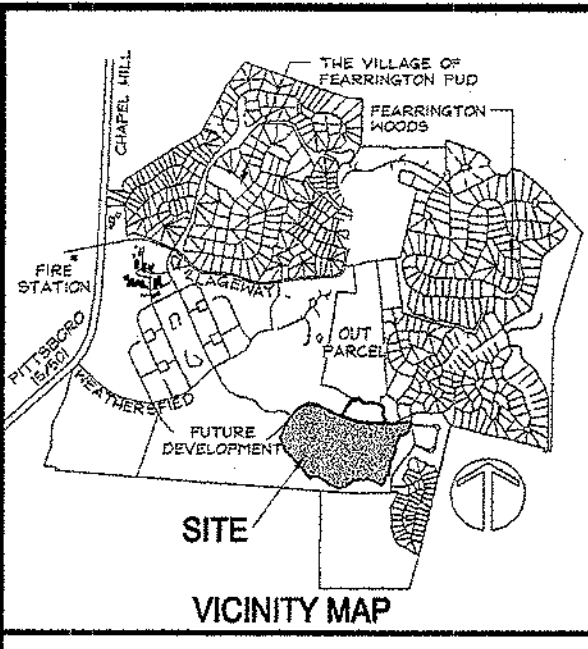 THE VILLAGE OF
FEARRINGTON PUD
CHAPEL HILL
FEARRINGTON
WOODS
FIRE
STATION
VILLAGEWAY
OUT
PARCEL
PITTSBORO
15/501
WEATHERSFIELD
FUTURE
DEVELOPMENT
SITE
VICINITY MAP